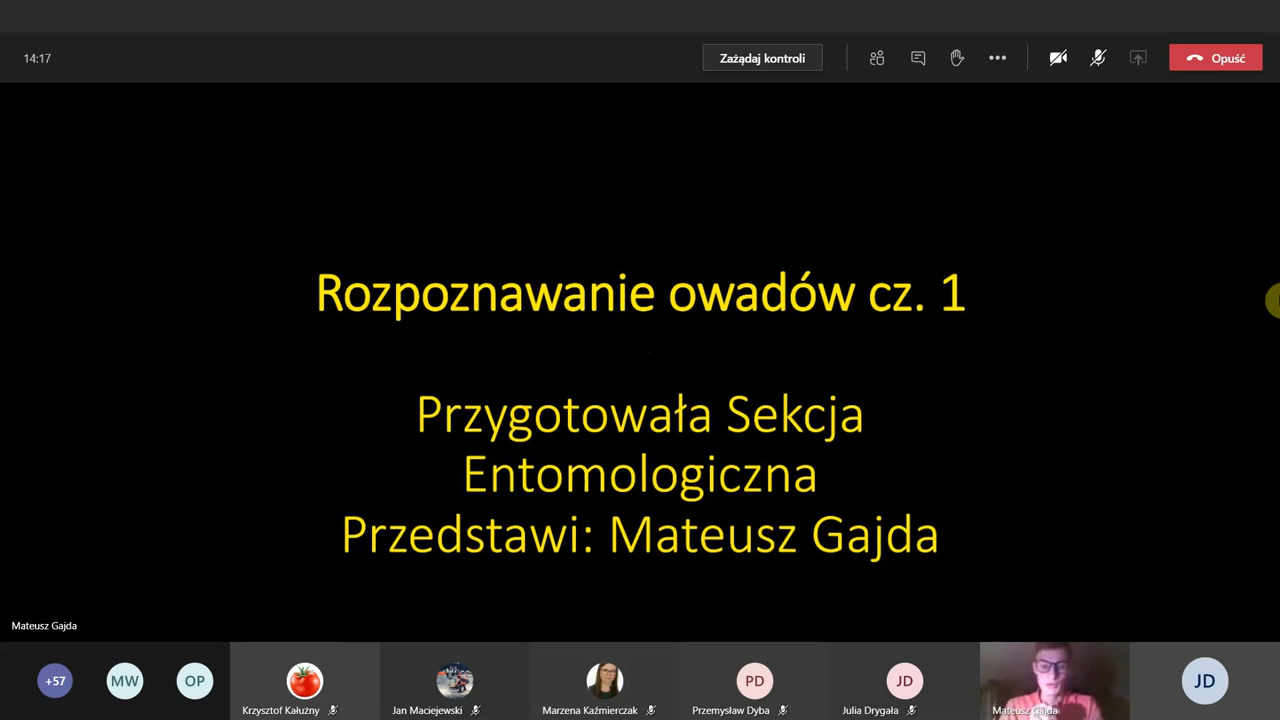 14:17
Zażądaj kontroli
Opuść
Rozpoznawanie owadów cz. 1
Przygotowała Sekcja
Entomologiczna
Przedstawi: Mateusz Gajda
Mateusz Gajda
+57
MW
OP
Krzysztof Kałużny
Jan Maciejewski
Marzena Kaźmierczak
PD
Przemysław Dyba
JD
Julia Drygała
Mateusz Gajda
JD